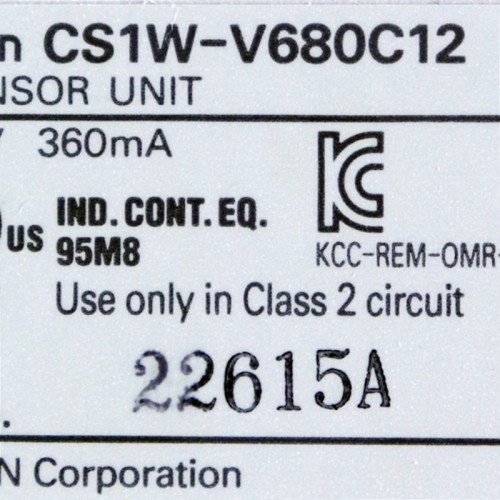 n CS1W-V680C12
NSOR UNIT
360mA
IND. CONT. EQ.
US 95M8
KCC-REM-OMR-
Use only in Class 2 circuit
22615A
N Corporation